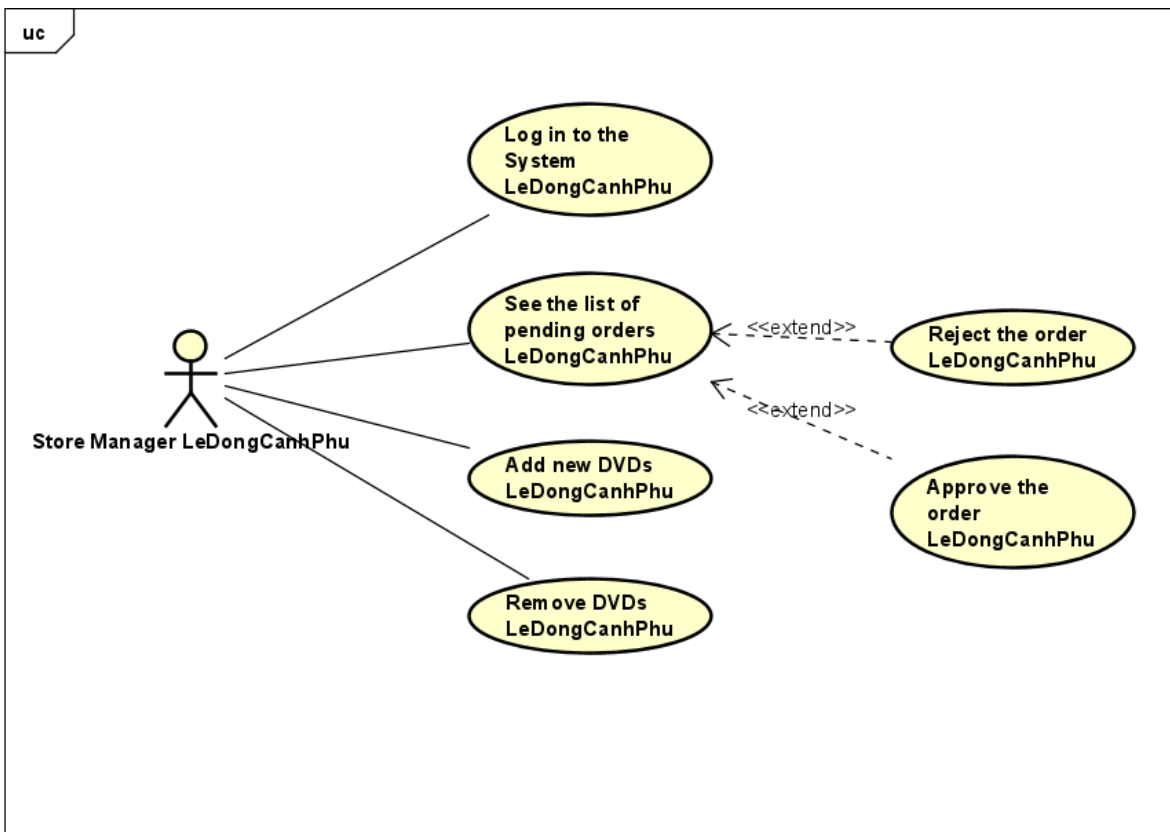 uc
Log in to the
System
LeDongCanhPhu
See the list of
pending orders
LeDongCanhPhu
<<extend>>
Reject the order
LeDongCanhPhu
<<extend>>
Store Manager LeDongCanhPhu
Add new DVDs
LeDongCanhPhu
Approve the
order
LeDongCanhPhu
Remove DVDs
LeDongCanhPhu